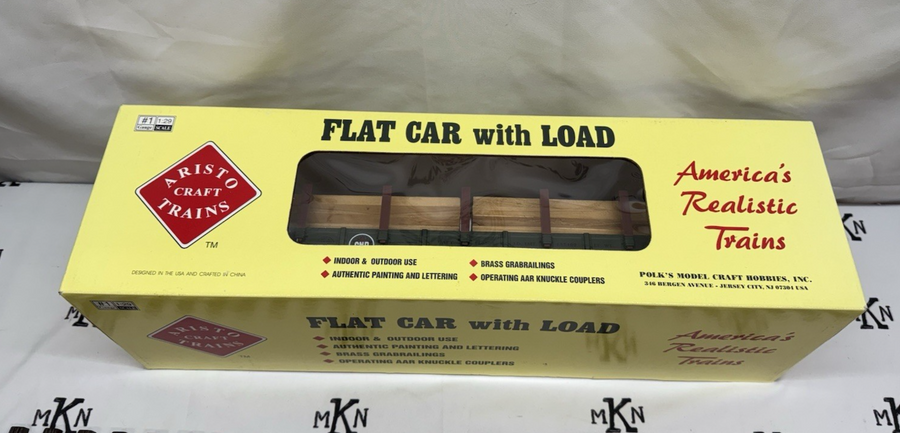 #1 1:29
Gauge SCALE
FLAT CAR with LOAD
ARISTO
CRAFT
TRAINS
TM
America's
Realistic
Trains
INDOOR & OUTDOOR USE
AUTHENTIC PAINTING AND LETTERING
BRASS GRABRAILINGS
OPERATING AAR KNUCKLE COUPLERS
DESIGNED IN THE USA AND CRAFTED IN CHINA
POLK'S MODEL CRAFT HOBBIES, INC.
346 BERGEN AVENUE - JERSEY CITY, NJ 07304 USA
ARISTO
CRAFT
TRAINS
TM
FLAT CAR with LOAD
INDOOR & OUTDOOR USE
AUTHENTIC PAINTING AND LETTERING
BRASS GRABRAILINGS
OPERATING AAR KNUCKLE COUPLERS
America's
Realistic
Trains
MKN
MKN
MKN